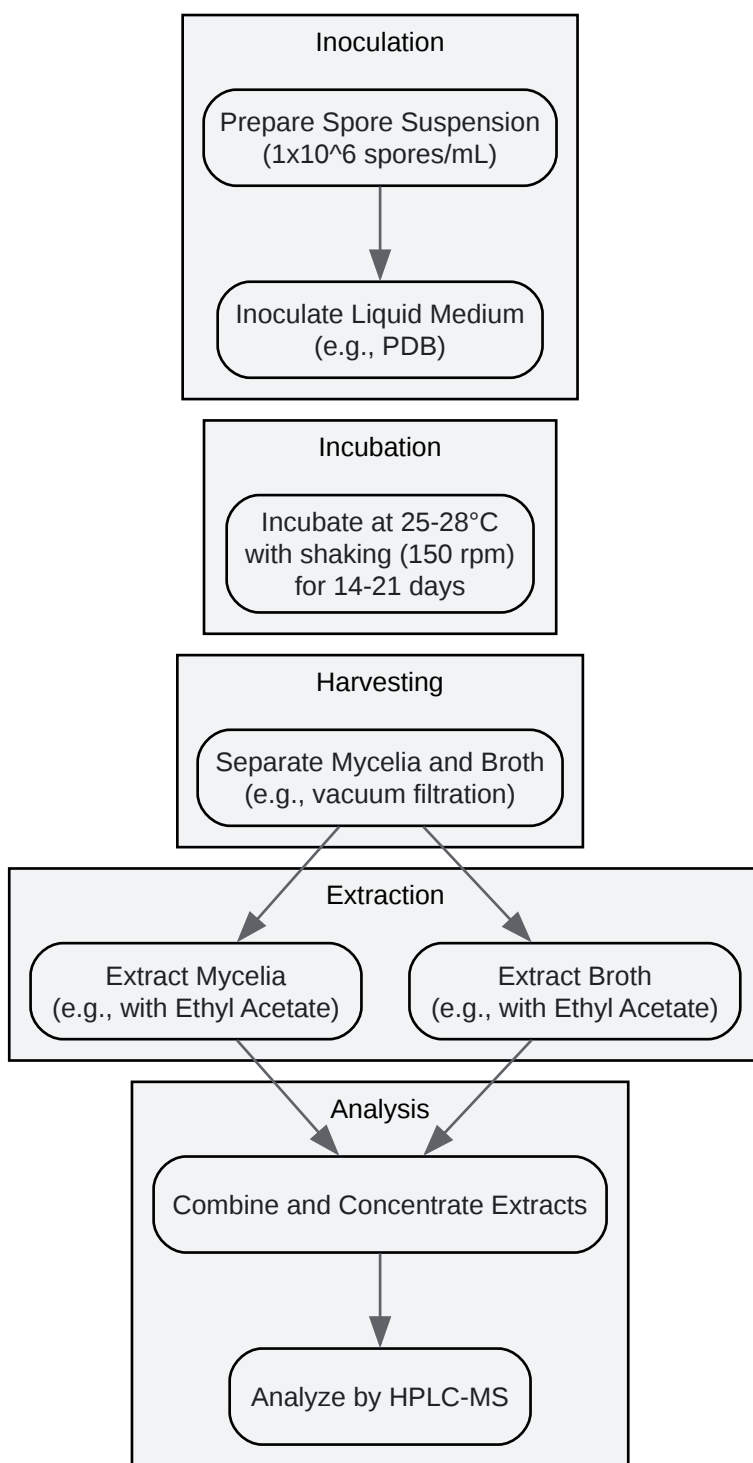 Inoculation
Prepare Spore Suspension
(1x10^6 spores/mL)
Inoculate Liquid Medium
(e.g., PDB)
Incubation
Incubate at 25-28°C
with shaking (150 rpm)
for 14-21 days
Harvesting
Separate Mycelia and Broth
(e.g., vacuum filtration)
Extraction
Extract Mycelia
(e.g., with Ethyl Acetate)
Extract Broth
(e.g., with Ethyl Acetate)
Analysis
Combine and Concentrate Extracts
Analyze by HPLC-MS